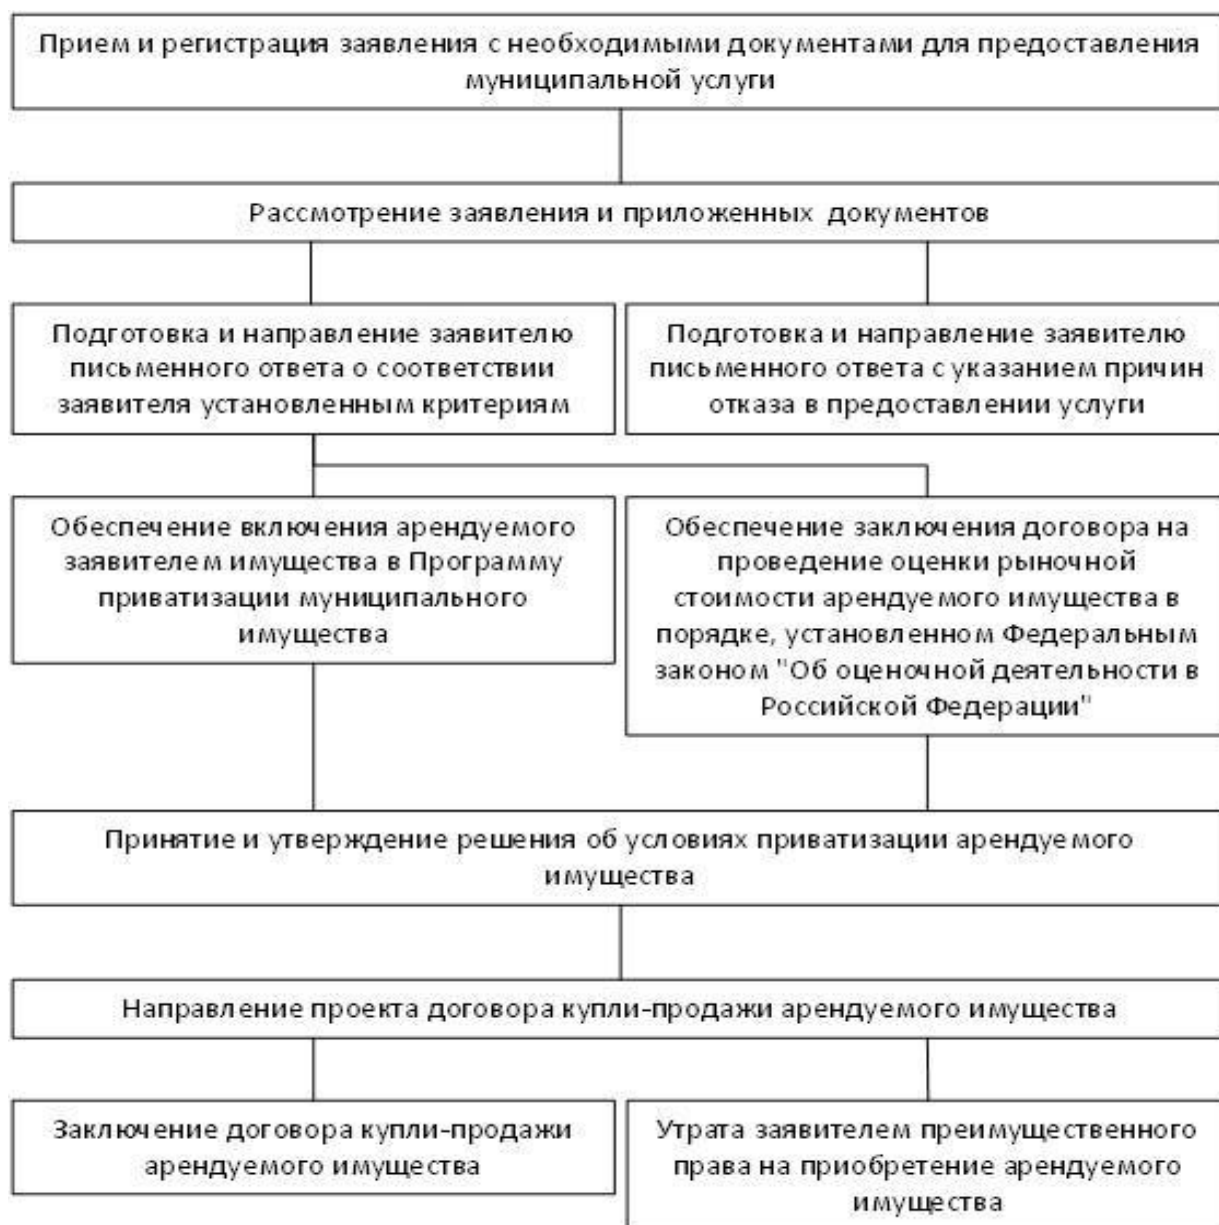 Прием и регистрация заявления с необходимыми документами для предоставления
муниципальной услуги
Рассмотрение заявления и приложенных документов
Подготовка и направление заявителю
письменного ответа о соответствии
заявителя установленным критериям
Подготовка и направление заявителю
письменного ответа с указанием причин
отказа в предоставлении услуги
Обеспечение включения арендуемого
заявителем имущества в Программу
приватизации муниципального
имущества
Обеспечение заключения договора на
проведение оценки рыночной
стоимости арендуемого имущества в
порядке, установленном Федеральным
законом "Об оценочной деятельности в
Российской Федерации"
Принятие и утверждение решения об условиях приватизации арендуемого
имущества
Направление проекта договора купли-продажи арендуемого имущества
Заключение договора купли-продажи
арендуемого имущества
Утрата заявителем преимущественного
права на приобретение арендуемого
имущества